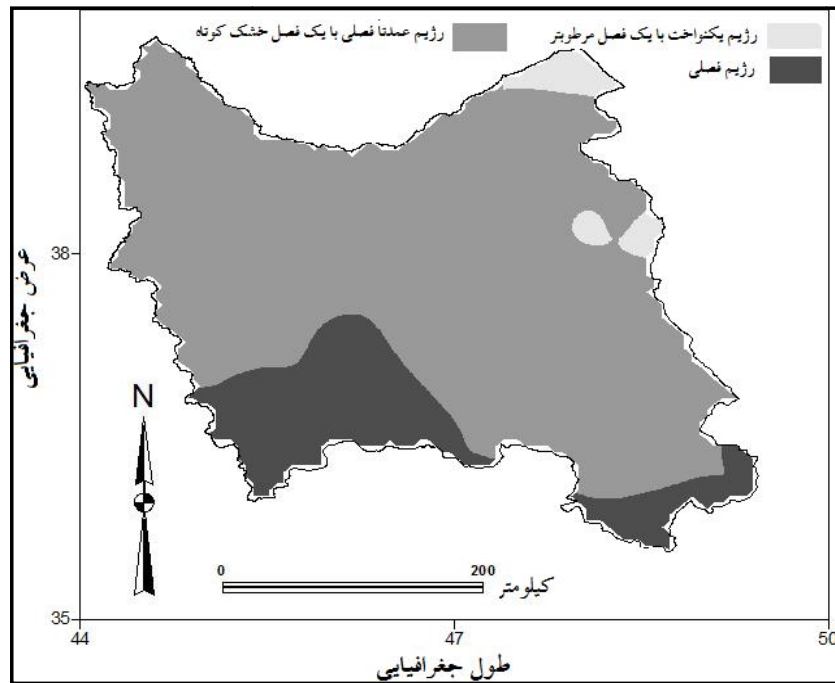 رژیم یکنواخت با یک فصل مرطوبتر
رژیم عمدتاً فصلی با یک فصل خشک کوتاه
رژیم فصلی
38
عرض جغرافیایی
N
0
200
کیلومتر
35
44
47
50
طول جغرافیایی